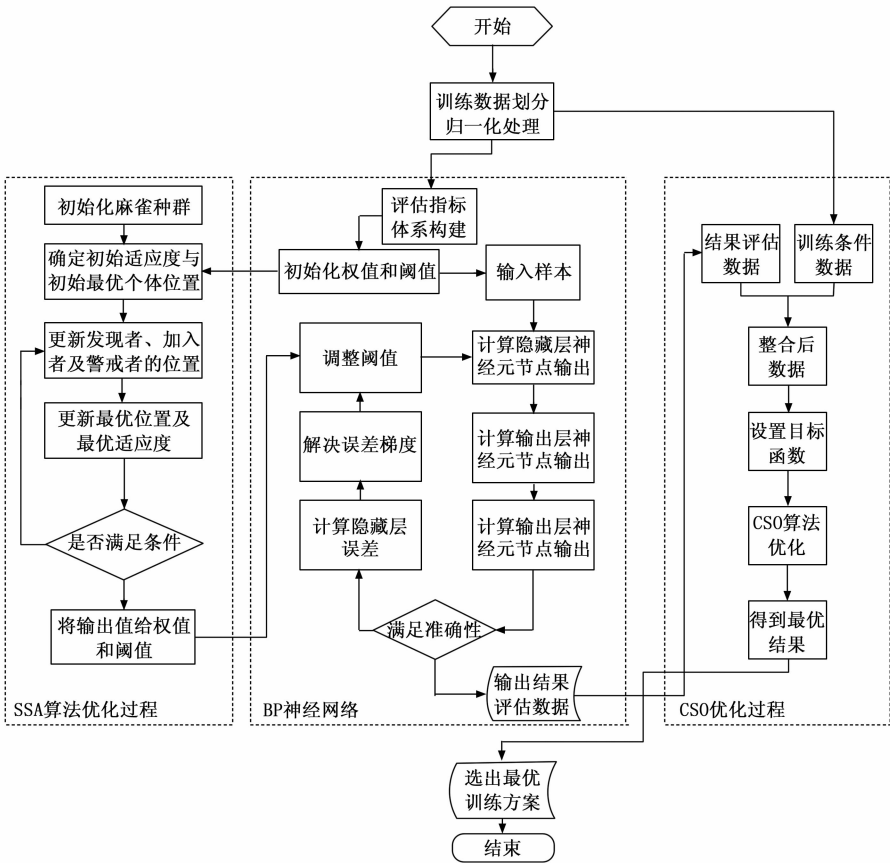 开始
训练数据划分
归一化处理
初始化麻雀种群
确定初始适应度与
初始最优个体位置
更新发现者、加入
者及警戒者的位置
更新最优位置及
最优适应度
是否满足条件
将输出值给权值
和阈值
SSA算法优化过程
评估指标
体系构建
初始化权值和阈值
输入样本
调整阈值
计算隐藏层神
经元节点输出
解决误差梯度
计算输出层神
经元节点输出
计算隐藏层
误差
计算输出层神
经元节点输出
满足准确性
输出结果
评估数据
BP神经网络
结果评估
数据
训练条件
数据
整合后
数据
设置目标
函数
CSO算法
优化
得到最优
结果
CSO优化过程
选出最优
训练方案
结束